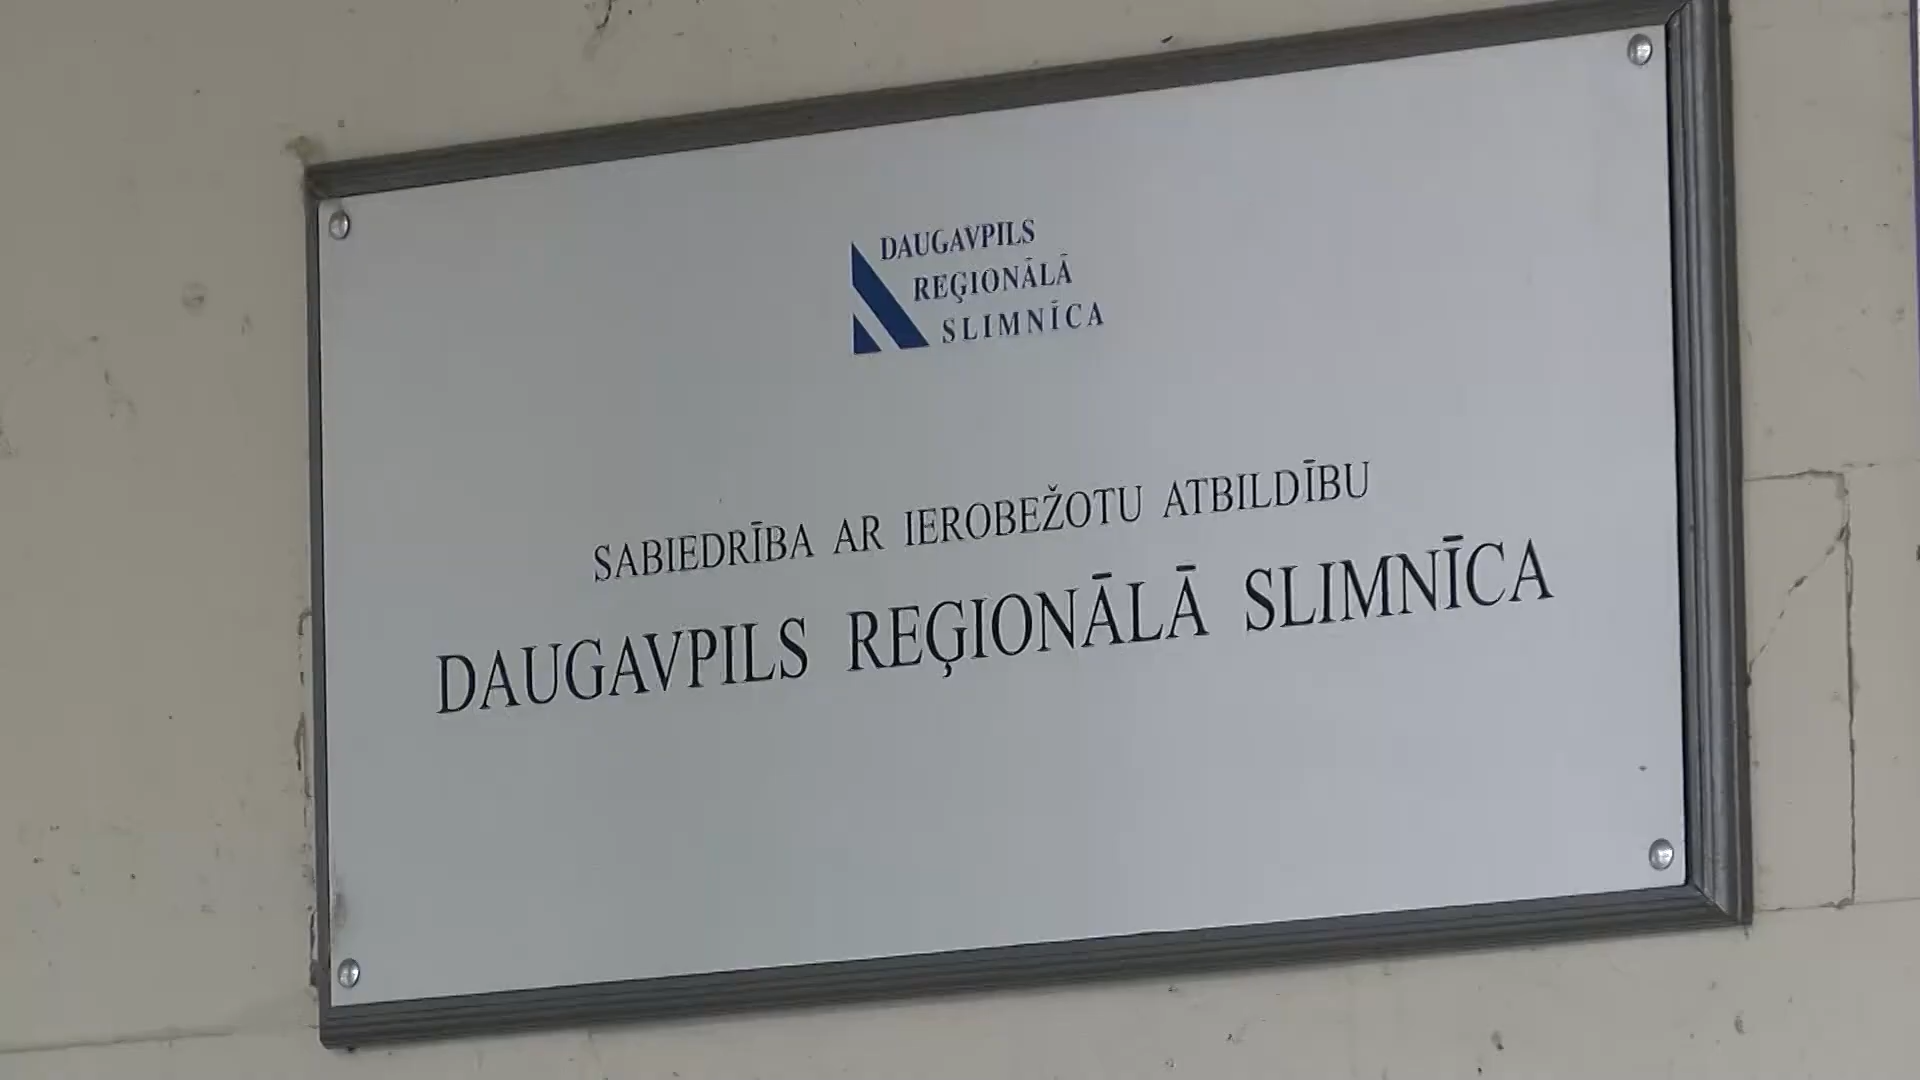 DAUGAVPILS
REĢIONĀLĀ
SLIMNĪCA
SABIEDRĪBA AR IEROBEŽOTU ATBILDĪBU
DAUGAVPILS REĢIONĀLĀ SLIMNĪCA